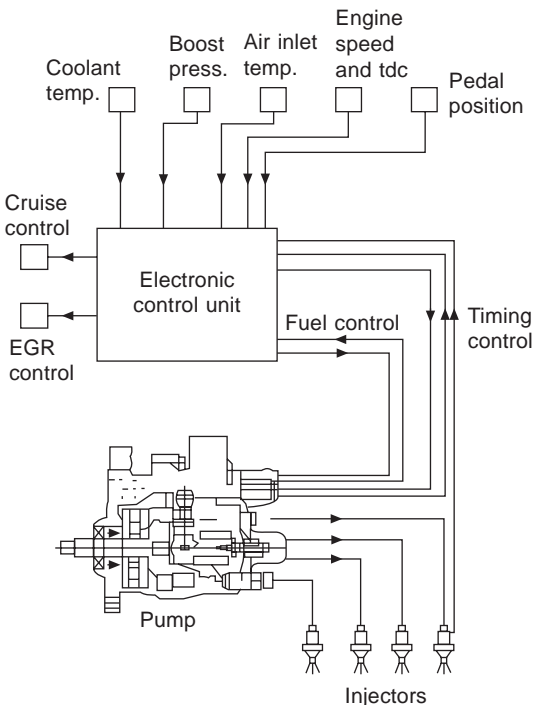 Engine
speed
and tdc
Boost
press.
Air inlet
temp.
Coolant
temp.
Pedal
position
Cruise
control
Electronic
control unit
Fuel control
Timing
control
EGR
control
Pump
Injectors